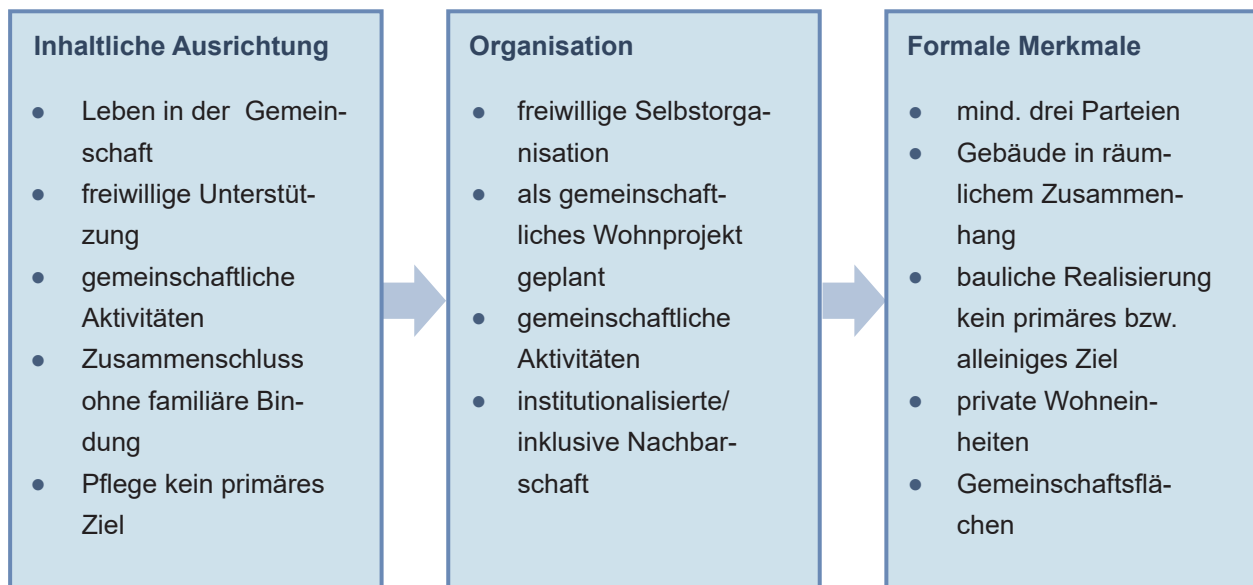 Inhaltliche Ausrichtung
● Leben in der Gemein-
schaft
● freiwillige Unterstüt-
zung
● gemeinschaftliche
Aktivitäten
● Zusammenschluss
ohne familiäre Bin-
dung
● Pflege kein primäres
Ziel
Organisation
● freiwillige Selbstorga-
nisation
● als gemeinschaft-
liches Wohnprojekt
geplant
● gemeinschaftliche
Aktivitäten
● institutionalisierte/
inklusive Nachbar-
schaft
Formale Merkmale
● mind. drei Parteien
● Gebäude in räum-
lichem Zusammen-
hang
● bauliche Realisierung
kein primäres bzw.
alleiniges Ziel
● private Wohnein-
heiten
● Gemeinschaftsflä-
chen